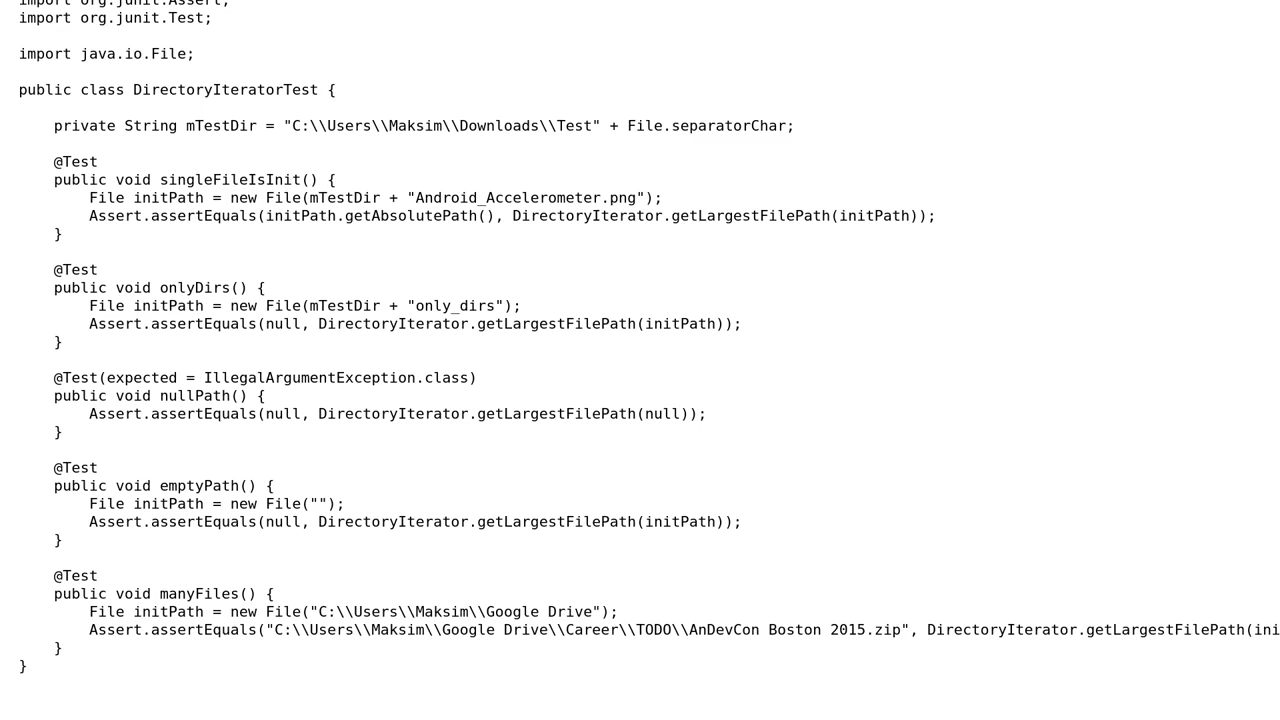 import org.junit.Assert;
import org.junit.Test;

import java.io.File;

public class DirectoryIteratorTest {

    private String mTestDir = "C:\\Users\\Maksim\\Downloads\\Test" + File.separatorChar;

    @Test
    public void singleFileIsInit() {
        File initPath = new File(mTestDir + "Android_Accelerometer.png");
        Assert.assertEquals(initPath.getAbsolutePath(), DirectoryIterator.getLargestFilePath(initPath));
    }

    @Test
    public void onlyDirs() {
        File initPath = new File(mTestDir + "only_dirs");
        Assert.assertEquals(null, DirectoryIterator.getLargestFilePath(initPath));
    }

    @Test(expected = IllegalArgumentException.class)
    public void nullPath() {
        Assert.assertEquals(null, DirectoryIterator.getLargestFilePath(null));
    }

    @Test
    public void emptyPath() {
        File initPath = new File("");
        Assert.assertEquals(null, DirectoryIterator.getLargestFilePath(initPath));
    }

    @Test
    public void manyFiles() {
        File initPath = new File("C:\\Users\\Maksim\\Google Drive");
        Assert.assertEquals("C:\\Users\\Maksim\\Google Drive\\Career\\TODO\\AnDevCon Boston 2015.zip", DirectoryIterator.getLargestFilePath(ini
    }
}